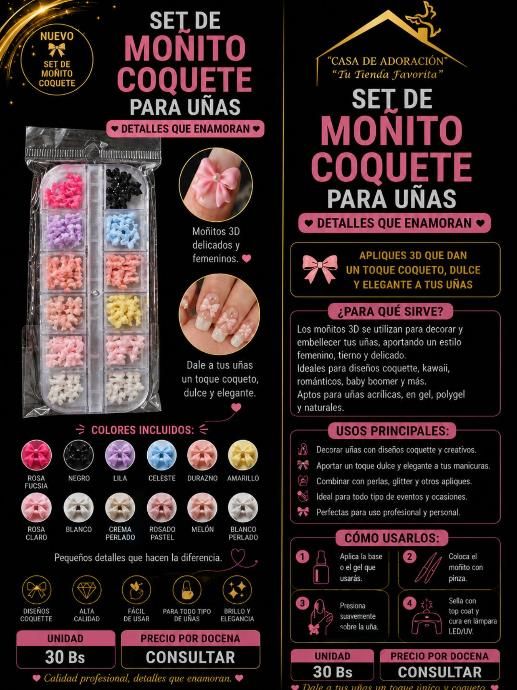 NUEVO
SET DE
MOÑITO
COQUETE
SET DE
MOÑITO
COQUETE
PARA UÑAS
DETALLES QUE ENAMORAN
Moñitos 3D
delicados y
femeninos.
Dale a tus uñas
un toque coqueto,
dulce y elegante.
COLORES INCLUIDOS:
ROSA FUCSIA
NEGRO
LILA
CELESTE
DURAZNO
AMARILLO
ROSA CLARO
BLANCO
CREMA PERLADO
ROSADO PASTEL
MELÓN
BLANCO PERLADO
Pequeños detalles que hacen la diferencia.
DISEÑOS COQUETTE
ALTA CALIDAD
FÁCIL DE USAR
PARA TODO TIPO DE UÑAS
BRILLO Y ELEGANCIA
UNIDAD
30 Bs
PRECIO POR DOCENA
CONSULTAR
Calidad profesional, detalles que enamoran.
"CASA DE ADORACIÓN"
"Tu Tienda Favorita"
SET DE
MOÑITO
COQUETE
PARA UÑAS
DETALLES QUE ENAMORAN
APLIQUES 3D QUE DAN
UN TOQUE COQUETO, DULCE
Y ELEGANTE A TUS UÑAS
¿PARA QUÉ SIRVE?
Los moñitos 3D se utilizan para decorar y
embellecer tus uñas, aportando un estilo
femenino, tierno y delicado.
Ideales para diseños coquette, kawaii,
románticos, baby boomer y más.
Aptos para uñas acrílicas, en gel, polygel
y naturales.
USOS PRINCIPALES:
Decorar uñas con diseños coquette y creativos.
Aportar un toque dulce y elegante a tus manicuras.
Combinar con perlas, glitter y otros apliques.
Ideal para todo tipo de eventos y ocasiones.
Perfectas para uso profesional y personal.
CÓMO USARLOS:
1
Aplica la base
o el gel que
usarás.
2
Coloca el
moñito con
pinza.
3
Presiona
suavemente
sobre la uña.
4
Sella con
top coat y
cura en lámpara
LED/UV.
UNIDAD
30 Bs
PRECIO POR DOCENA
CONSULTAR
Dale a tus uñas un toque único y coqueto.